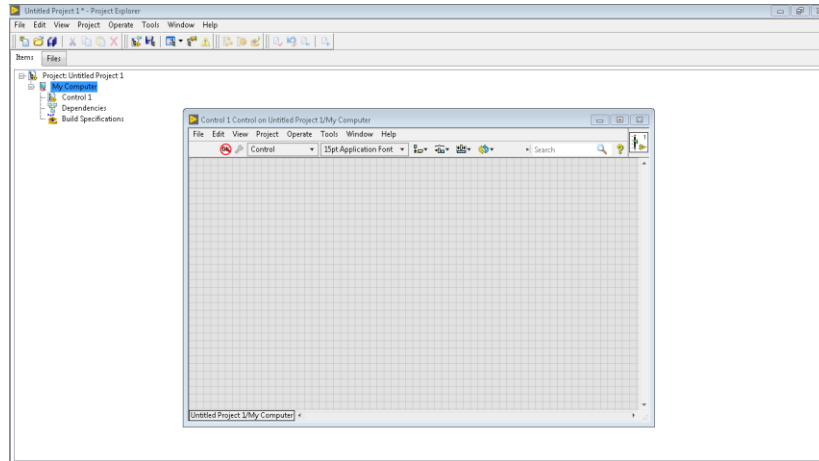 Untitled Project 1 * - Project Explorer
File Edit View Project Operate Tools Window Help
Items Files
Project: Untitled Project 1
My Computer
Control 1
Dependencies
Build Specifications
Control 1 Control on Untitled Project 1/My Computer
File Edit View Project Operate Tools Window Help
Control 15pt Application Font Search
Untitled Project 1/My Computer